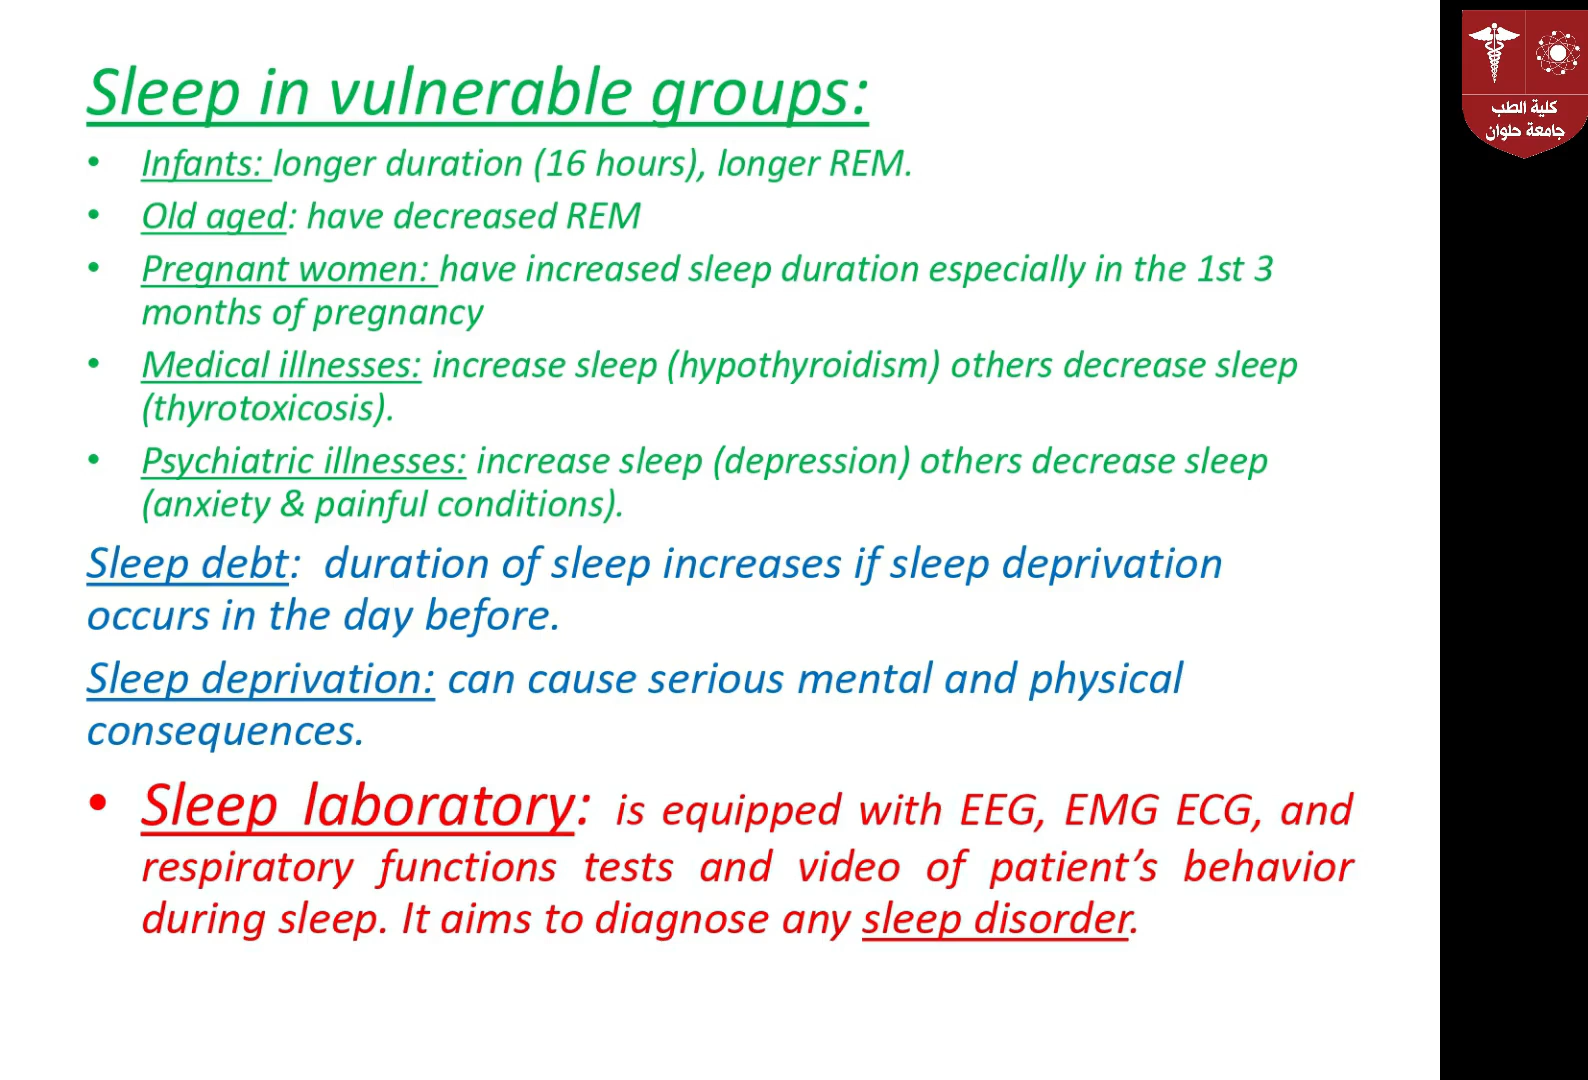 Sleep in vulnerable groups:
• Infants: longer duration (16 hours), longer REM.
• Old aged: have decreased REM
• Pregnant women: have increased sleep duration especially in the 1st 3
months of pregnancy
• Medical illnesses: increase sleep (hypothyroidism) others decrease sleep
(thyrotoxicosis).
• Psychiatric illnesses: increase sleep (depression) others decrease sleep
(anxiety & painful conditions).
Sleep debt: duration of sleep increases if sleep deprivation
occurs in the day before.
Sleep deprivation: can cause serious mental and physical
consequences.
• Sleep laboratory: is equipped with EEG, EMG ECG, and
respiratory functions tests and video of patient’s behavior
during sleep. It aims to diagnose any sleep disorder.
كلية الطب
جامعة حلوان